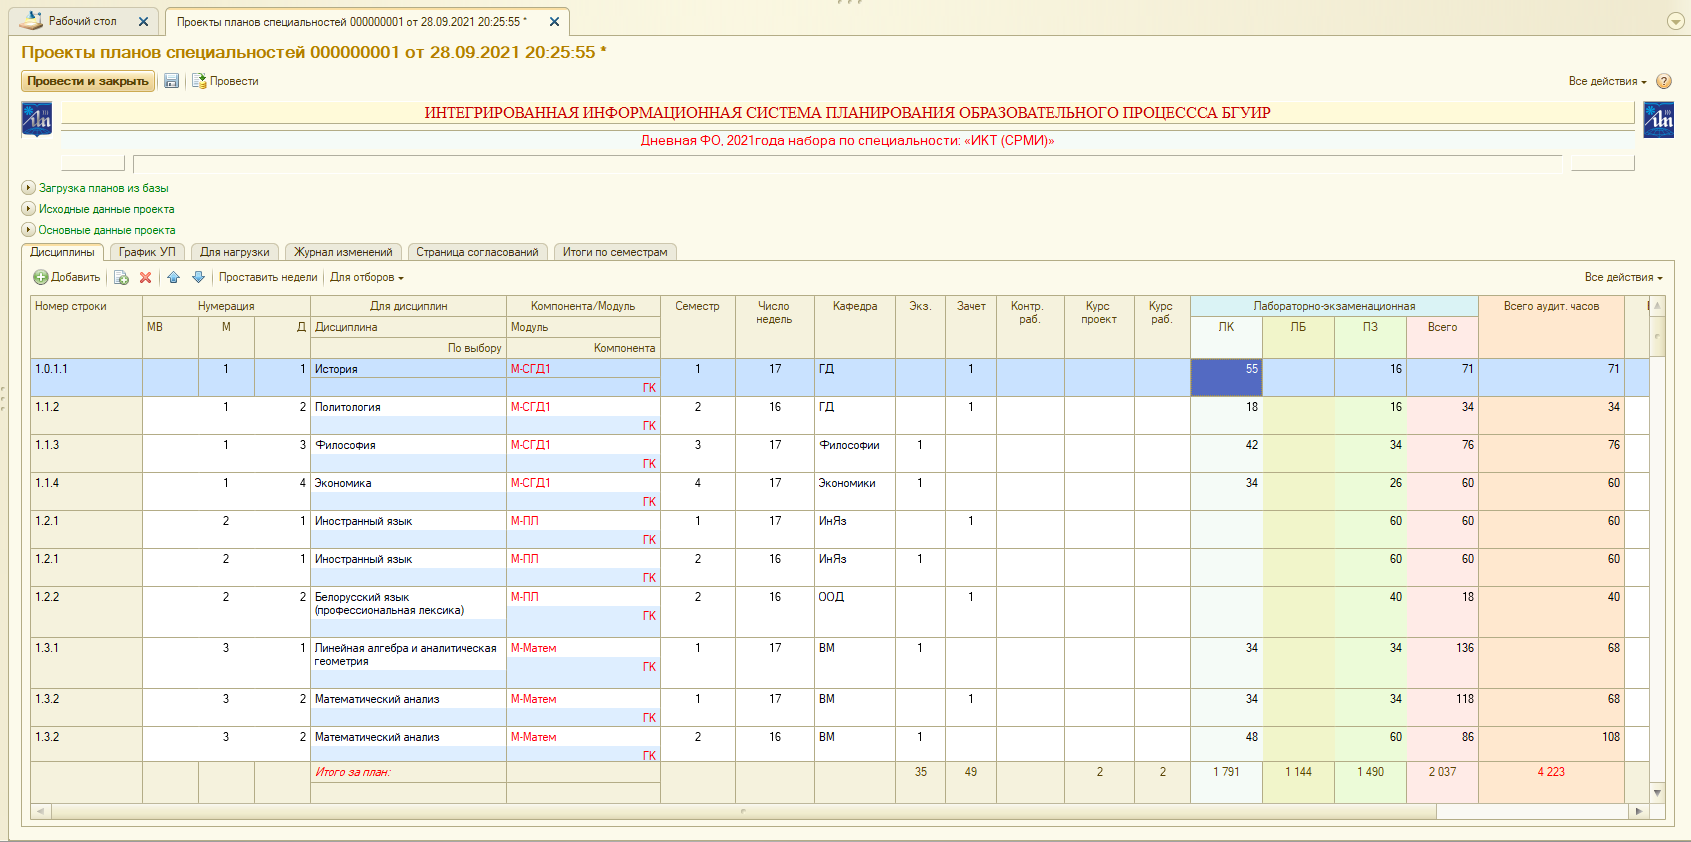 Рабочий стол
Проекты планов специальностей 000000001 от 28.09.2021 20:25:55 *
Проекты планов специальностей 000000001 от 28.09.2021 20:25:55 *
Провести и закрыть Провести Все действия
ИНТЕГРИРОВАННАЯ ИНФОРМАЦИОННАЯ СИСТЕМА ПЛАНИРОВАНИЯ ОБРАЗОВАТЕЛЬНОГО ПРОЦЕСССА БГУИР
Дневная ФО, 2021года набора по специальности: «ИКТ (СРМИ)»
Загрузка планов из базы
Исходные данные проекта
Основные данные проекта
Дисциплины График УП Для нагрузки Журнал изменений Страница согласований Итоги по семестрам
Добавить Проставить недели Для отборов Все действия
Номер строки Нумерация Для дисциплин Компонента/Модуль Семестр Число недель Кафедра Экз. Зачет Контр. раб. Курс проект Курс раб. Лабораторно-экзаменационная Всего аудит. часов
МВ М Д Дисциплина Модуль ЛК ЛБ ПЗ Всего
По выбору Компонента
1.0.1.1 1 1 История М-СГД1 1 17 ГД 1 55 16 71 71
ГК
1.1.2 1 2 Политология М-СГД1 2 16 ГД 1 18 16 34 34
ГК
1.1.3 1 3 Философия М-СГД1 3 17 Философии 1 42 34 76 76
ГК
1.1.4 1 4 Экономика М-СГД1 4 17 Экономики 1 34 26 60 60
ГК
1.2.1 2 1 Иностранный язык М-ПЛ 1 17 ИнЯз 1 60 60 60
ГК
1.2.1 2 1 Иностранный язык М-ПЛ 2 16 ИнЯз 1 60 60 60
ГК
1.2.2 2 2 Белорусский язык М-ПЛ 2 16 ООД 1 40 18 40
(профессиональная лексика) ГК
1.3.1 3 1 Линейная алгебра и аналитическая М-Матем 1 17 ВМ 1 34 34 136 68
геометрия ГК
1.3.2 3 2 Математический анализ М-Матем 1 17 ВМ 1 34 34 118 68
ГК
1.3.2 3 2 Математический анализ М-Матем 2 16 ВМ 1 48 60 86 108
ГК
Итого за план: 35 49 2 2 1 791 1 144 1 490 2 037 4 223